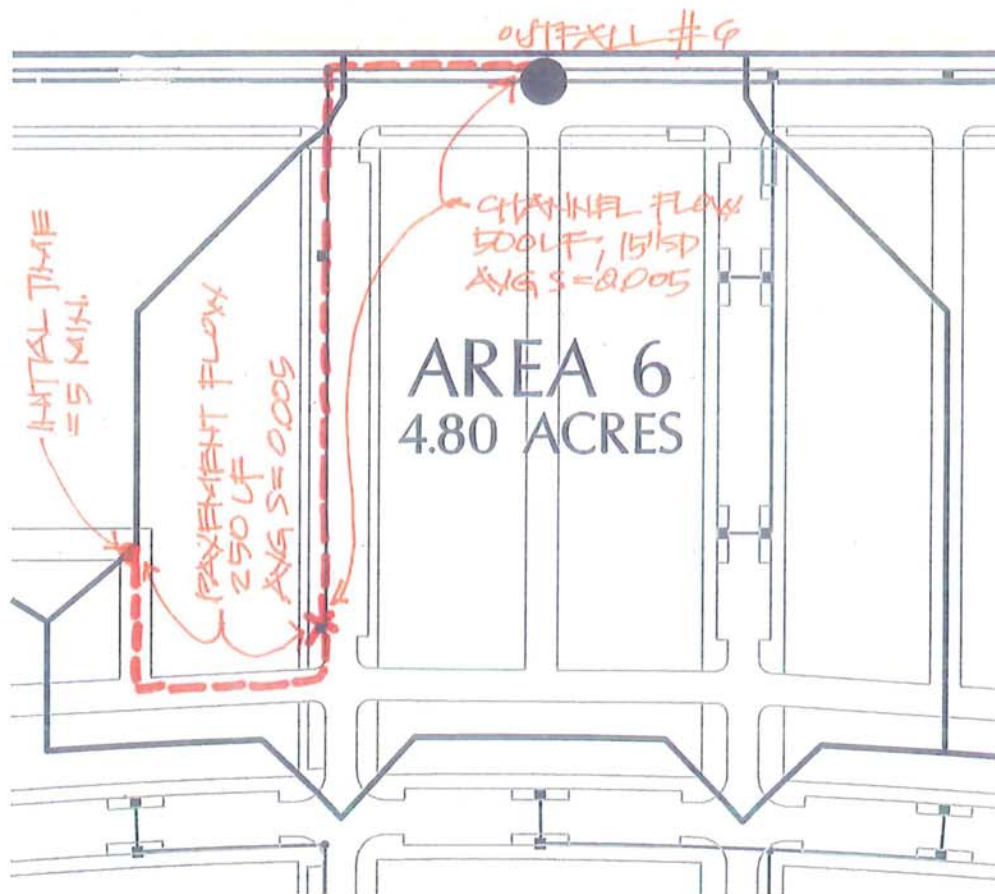 OUTFALL # 6
CHANNEL FLOW
500 LF; 15" SD
AVG S = 0.005
INITIAL TIME
= 5 MIN.
PAVEMENT FLOW
250 LF
AVG S = 0.005
AREA 6
4.80 ACRES